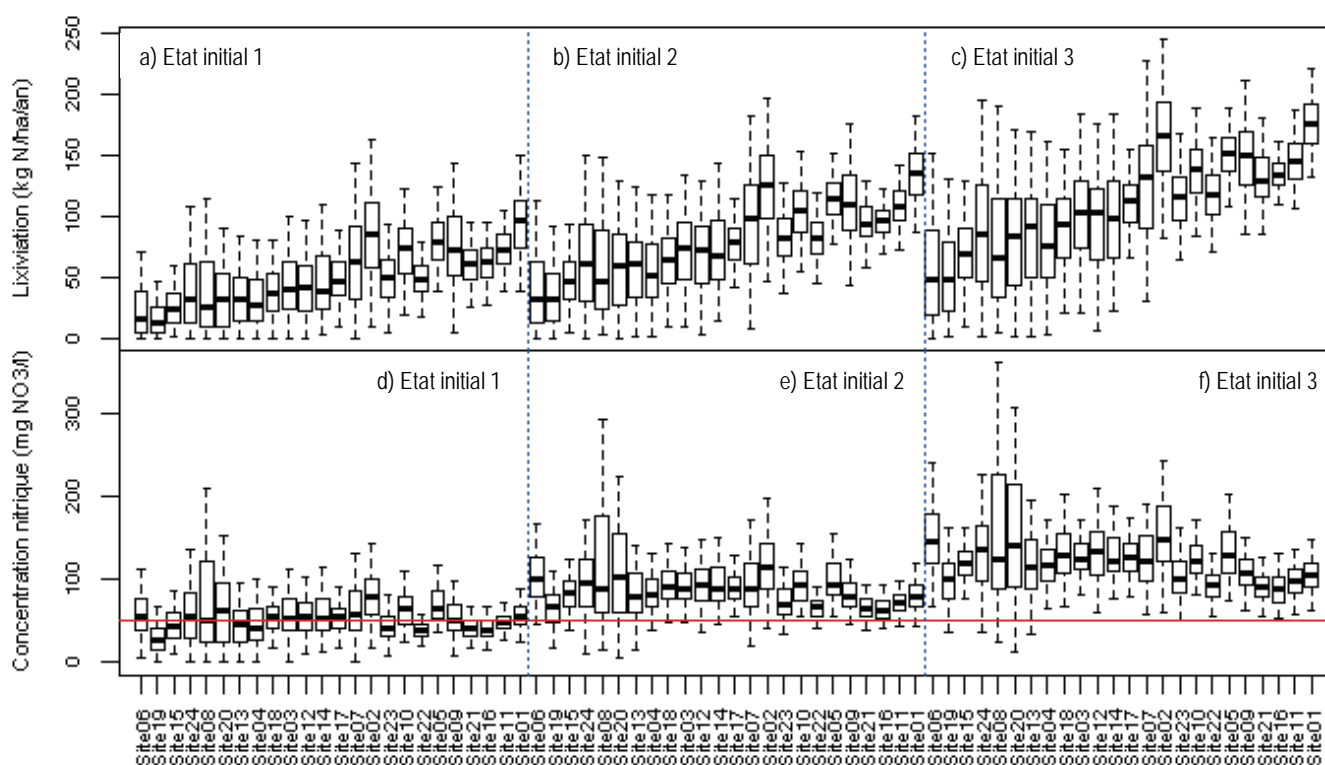 Lixiviation (kg N/ha/an)
250
200
150
100
50
0
a) Etat initial 1
b) Etat initial 2
c) Etat initial 3
Concentration nitrique (mg NO3/l)
300
200
100
0
d) Etat initial 1
e) Etat initial 2
f) Etat initial 3
Site06
Site19
Site15
Site24
Site08
Site20
Site13
Site04
Site18
Site03
Site12
Site14
Site17
Site07
Site02
Site23
Site10
Site22
Site05
Site09
Site21
Site16
Site11
Site01
Site06
Site19
Site15
Site24
Site08
Site20
Site13
Site04
Site18
Site03
Site12
Site14
Site17
Site07
Site02
Site23
Site10
Site22
Site05
Site09
Site21
Site16
Site11
Site01
Site06
Site19
Site15
Site24
Site08
Site20
Site13
Site04
Site18
Site03
Site12
Site14
Site17
Site07
Site02
Site23
Site10
Site22
Site05
Site09
Site21
Site16
Site11
Site01